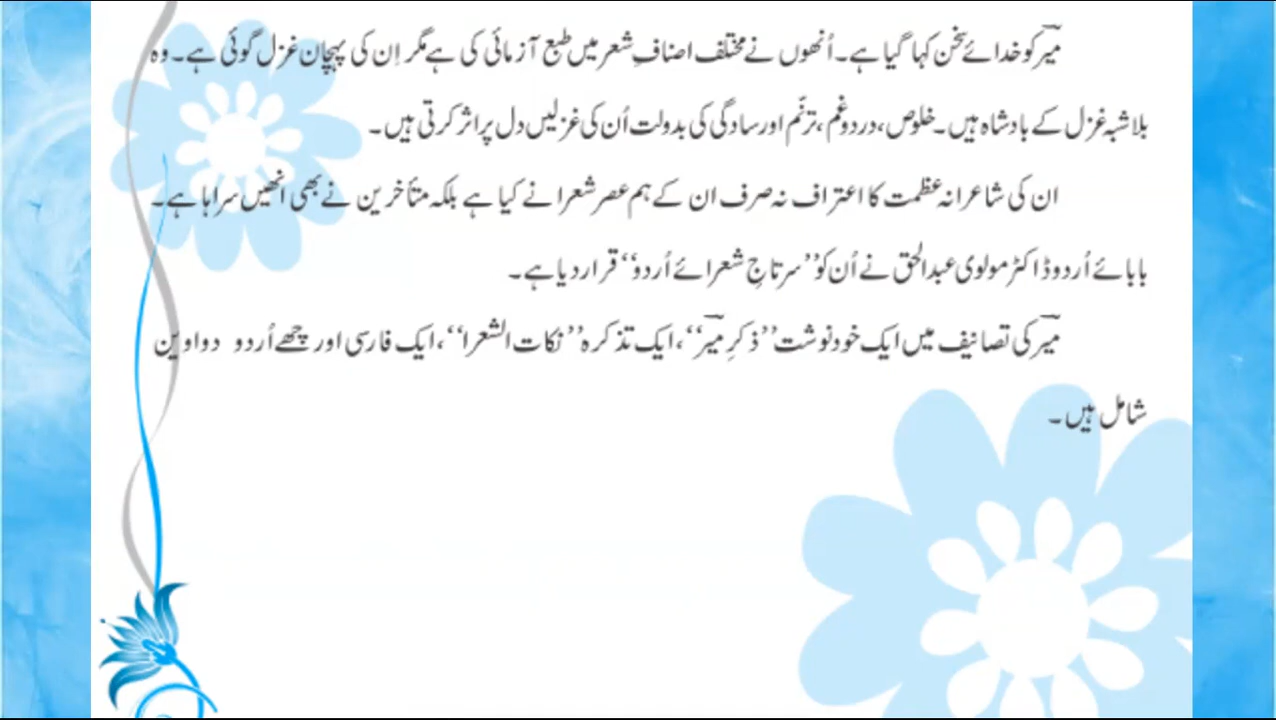 میرؔ کو خدائے سخن کہا گیا ہے۔ اُنھوں نے مختلف اصنافِ شعر میں طبع آزمائی کی ہے مگر اِن کی پہچان غزل گوئی ہے۔ وہ
بلاشبہ غزل کے بادشاہ ہیں۔ خلوص، دردوغم، ترنّم اور سادگی کی بدولت اُن کی غزلیں دل پر اثر کرتی ہیں۔
ان کی شاعرانہ عظمت کا اعتراف نہ صرف ان کے ہم عصر شعرا نے کیا ہے بلکہ متأخرین نے بھی انھیں سراہا ہے۔
بابائے اُردو ڈاکٹر مولوی عبدالحق نے اُن کو ’’سرتاجِ شعرائے اُردو‘‘ قرار دیا ہے۔
میرؔ کی تصانیف میں ایک خودنوشت ’’ذکرِ میرؔ‘‘، ایک تذکرہ ’’نکات الشعرا‘‘، ایک فارسی اور چھے اُردو دواوین
شامل ہیں۔